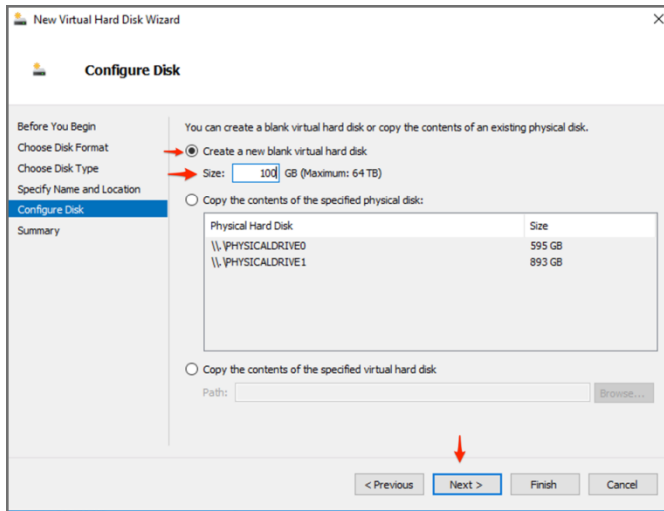 New Virtual Hard Disk Wizard
Configure Disk
Before You Begin
Choose Disk Format
Choose Disk Type
Specify Name and Location
Configure Disk
Summary
You can create a blank virtual hard disk or copy the contents of an existing physical disk.
Create a new blank virtual hard disk
Size: 100 GB (Maximum: 64 TB)
Copy the contents of the specified physical disk:
Physical Hard Disk Size
\\.\PHYSICALDRIVE0 595 GB
\\.\PHYSICALDRIVE1 893 GB
Copy the contents of the specified virtual hard disk
Path: Browse...
< Previous Next > Finish Cancel